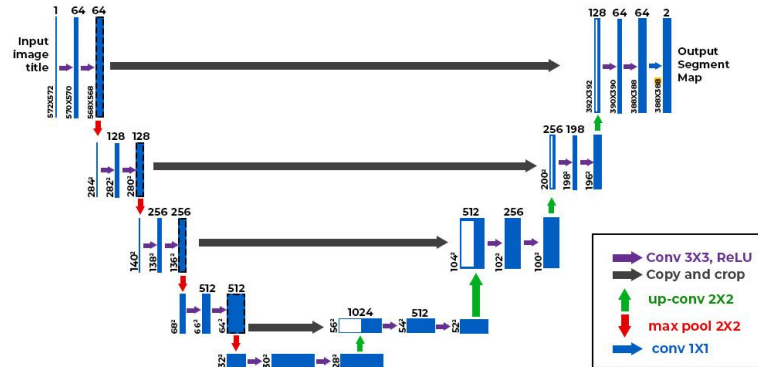 1 64 64
Input
image
title
572X572
570X570
568X568
128 64 64 2
392X392
390X390
388X388
388X388
Output
Segment
Map
128 128
284²
282²
280²
256 198
200²
198²
196²
256 256
140²
138²
136²
512 256
104²
102²
100²
512 512
68²
66²
64²
1024 512
56²
54²
52²
32²
30²
28²
Conv 3X3, ReLU
Copy and crop
up-conv 2X2
max pool 2X2
conv 1X1